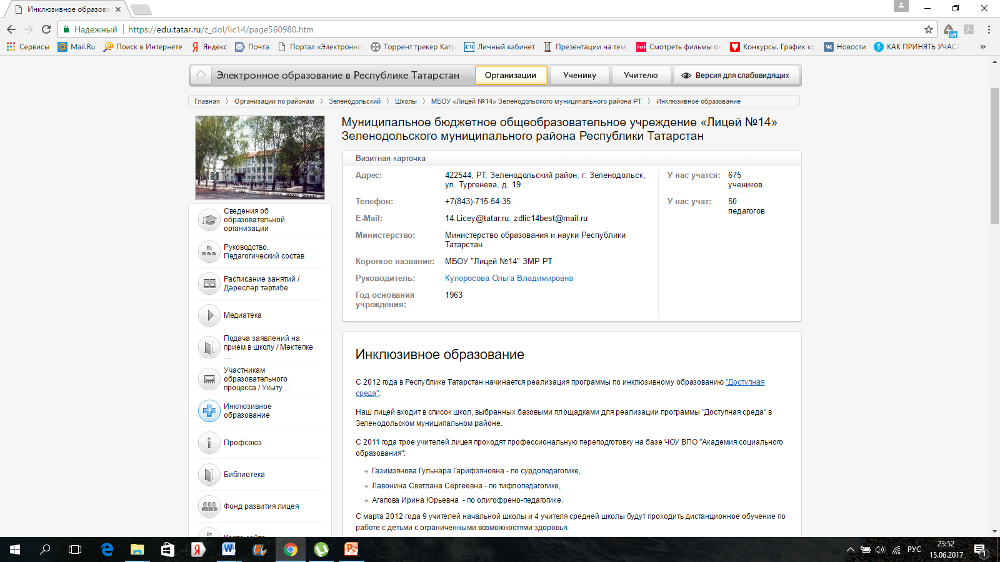 Инклюзивное образова
Надежный
https://edu.tatar.ru/z_dol/lic14/page560980.htm
off
Сервисы
Mail.Ru
Поиск в Интернете
Яндекс
Почта
Портал «Электронно
Торрент трекер Кату
Личный кабинет
Презентации на тему
Смотреть фильмы он
Конкурсы. График ко
Новости
КАК ПРИНЯТЬ УЧАСТ
»
Электронное образование в Республике Татарстан
Организации
Ученику
Учителю
Версия для слабовидящих
Главная > Организации по районам > Зеленодольский > Школы > МБОУ «Лицей №14» Зеленодольского муниципального района РТ > Инклюзивное образование
Муниципальное бюджетное общеобразовательное учреждение «Лицей №14»
Зеленодольского муниципального района Республики Татарстан
Визитная карточка
Адрес: 422544, РТ, Зеленодольский район, г. Зеленодольск,
ул. Тургенева, д. 19
Телефон: +7(843)-715-54-35
E-Mail: 14.Licey@tatar.ru, zdlic14best@mail.ru
Министерство: Министерство образования и науки Республики
Татарстан
Короткое название: МБОУ "Лицей №14" ЗМР РТ
Руководитель: Купоросова Ольга Владимировна
Год основания
учреждения: 1963
У нас учатся: 675
учеников
У нас учат: 50
педагогов
Сведения об
образовательной
организации
Руководство.
Педагогический состав
Расписание занятий /
Дәресләр тәртибе
Медиатека
Подача заявлений на
прием в школу / Мәктәпкә
...
Участникам
образовательного
процесса / Укыту ...
Инклюзивное
образование
Профсоюз
Библиотека
Фонд развития лицея
Карта сайта
Инклюзивное образование
С 2012 года в Республике Татарстан начинается реализация программы по инклюзивному образованию "Доступная
среда".
Наш лицей входит в список школ, выбранных базовыми площадками для реализации программы "Доступная среда" в
Зеленодольском муниципальном районе.
С 2011 года трое учителей лицея проходят профессиональную переподготовку на базе ЧОУ ВПО "Академия социального
образования":
Газимзянова Гульнара Гарифзяновна - по сурдопедагогике,
Лавонина Светлана Сергеевна - по тифлопедагогике,
Агапова Ирина Юрьевна - по олигофрено-педагогике.
С марта 2012 года 9 учителей начальной школы и 4 учителя средней школы будут проходить дистанционное обучение по
работе с детьми с ограниченными возможностями здоровья.
РУС
23:52
15.06.2017
1